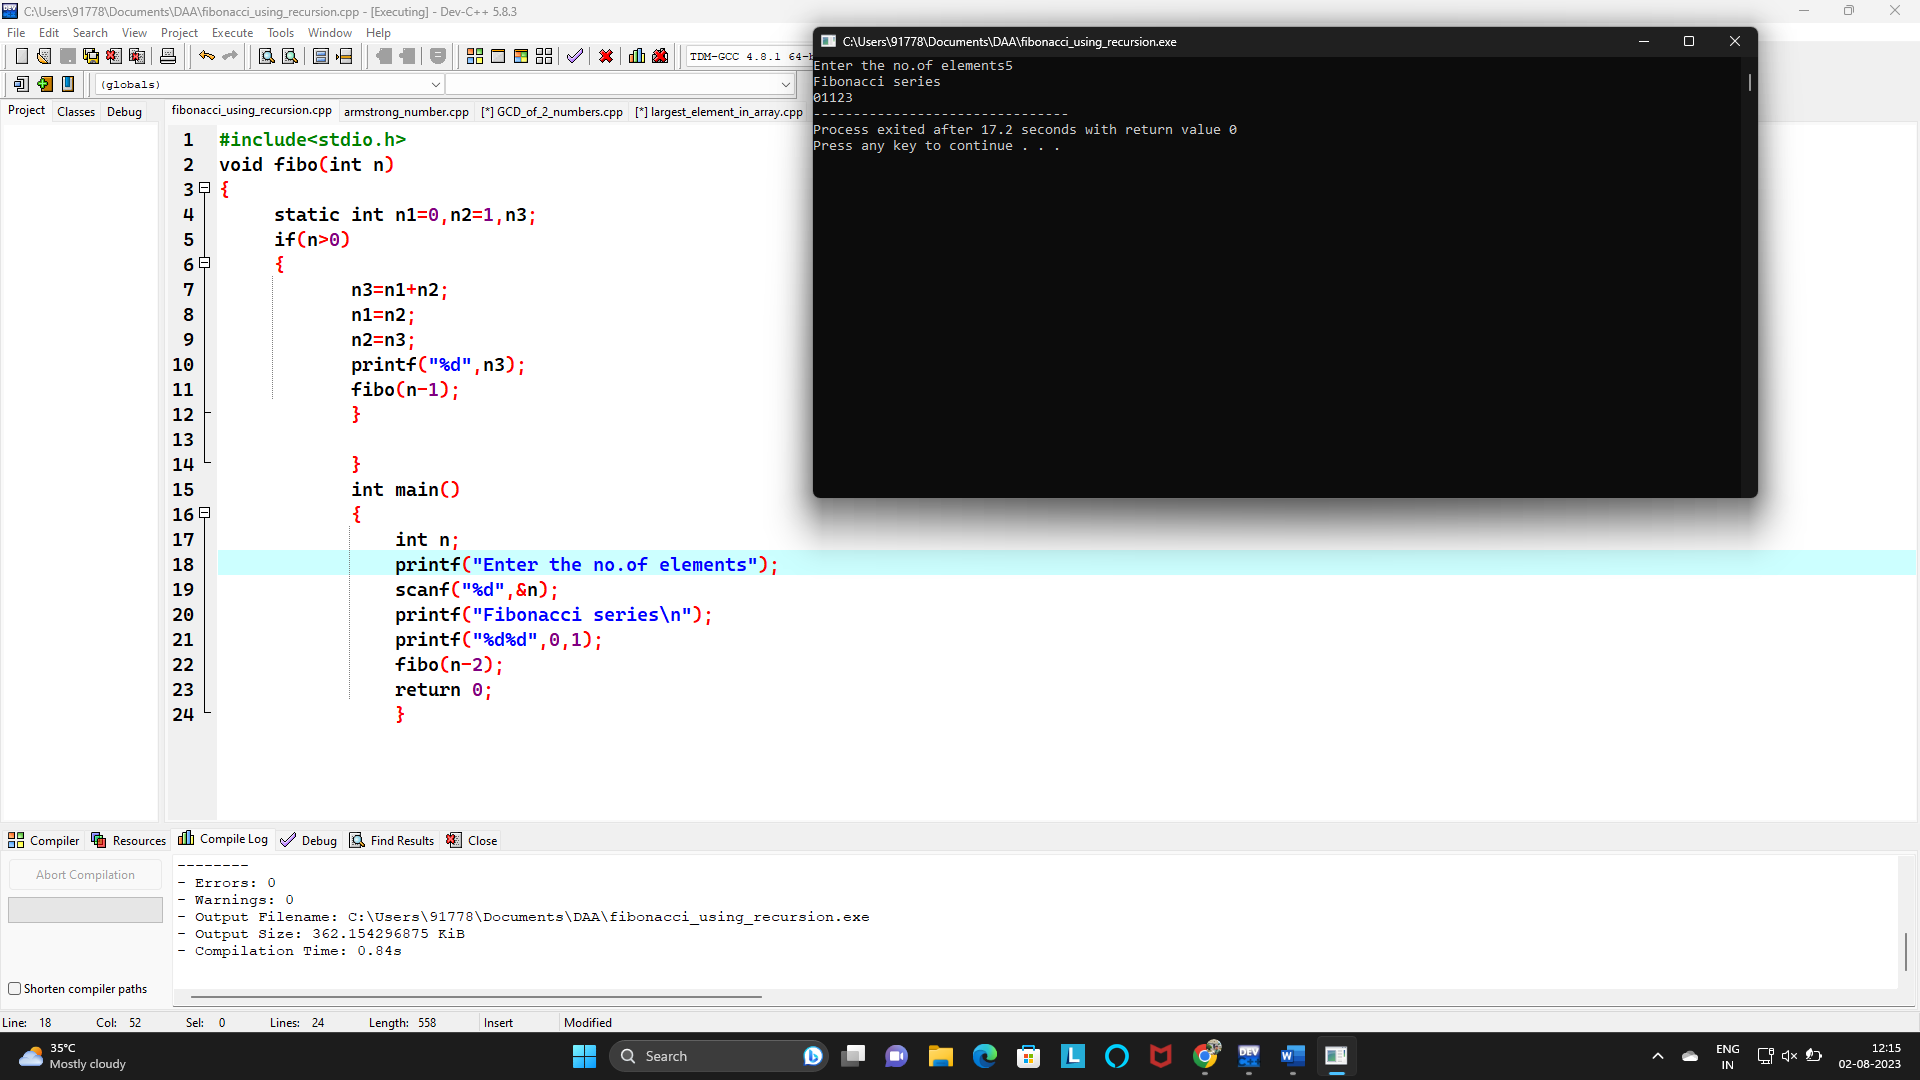 C:\Users\91778\Documents\DAA\fibonacci_using_recursion.cpp - [Executing] - Dev-C++ 5.8.3
File Edit Search View Project Execute Tools Window Help
TDM-GCC 4.8.1 64-
(globals)
Project Classes Debug
fibonacci_using_recursion.cpp armstrong_number.cpp [*] GCD_of_2_numbers.cpp [*] largest_element_in_array.cpp
1 #include<stdio.h>
2 void fibo(int n)
3 {
4 static int n1=0,n2=1,n3;
5 if(n>0)
6 {
7 n3=n1+n2;
8 n1=n2;
9 n2=n3;
10 printf("%d",n3);
11 fibo(n-1);
12 }
13
14 }
15 int main()
16 {
17 int n;
18 printf("Enter the no.of elements");
19 scanf("%d",&n);
20 printf("Fibonacci series\n");
21 printf("%d%d",0,1);
22 fibo(n-2);
23 return 0;
24 }
C:\Users\91778\Documents\DAA\fibonacci_using_recursion.exe
Enter the no.of elements5
Fibonacci series
01123
--------------------------------
Process exited after 17.2 seconds with return value 0
Press any key to continue . . .
Compiler Resources Compile Log Debug Find Results Close
Abort Compilation
Shorten compiler paths
--------
- Errors: 0
- Warnings: 0
- Output Filename: C:\Users\91778\Documents\DAA\fibonacci_using_recursion.exe
- Output Size: 362.154296875 KiB
- Compilation Time: 0.84s
Line: 18 Col: 52 Sel: 0 Lines: 24 Length: 558 Insert Modified
35°C
Mostly cloudy
Search
DEV
ENG
IN
12:15
02-08-2023